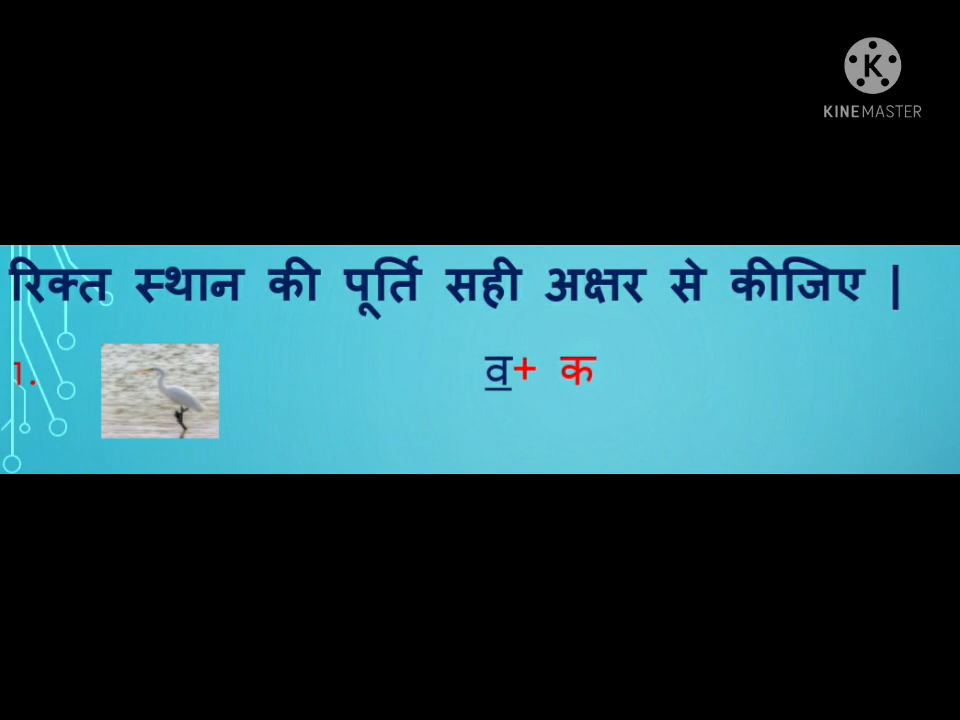 KINEMASTER
रिक्त स्थान की पूर्ति सही अक्षर से कीजिए |
1. व+ क